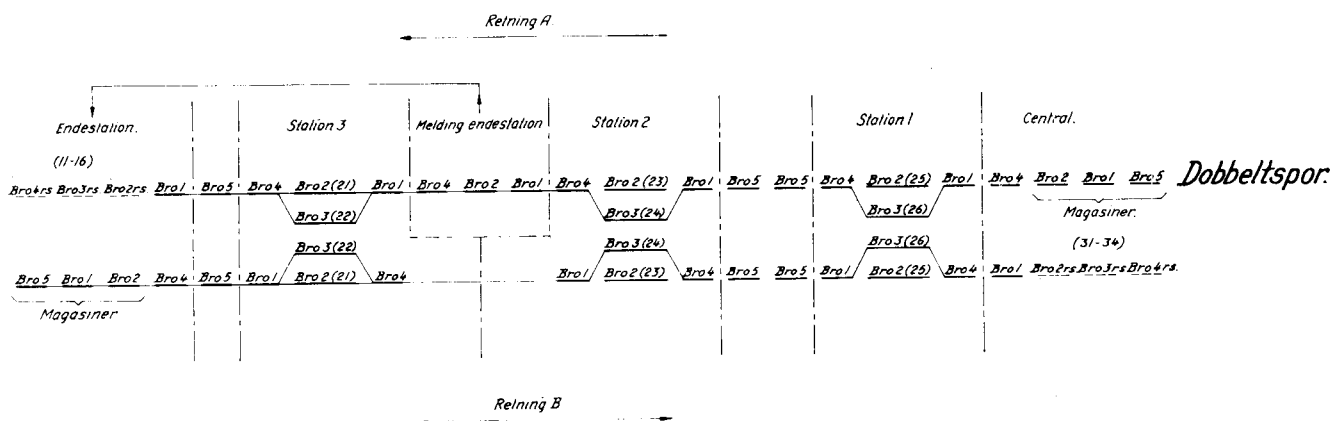 Retning A.
Endestation.
Station 3
Melding endestation
Station 2
Station 1
Central.
(11-16)
Bro4rs Bro3rs Bro2rs Bro1 Bro5 Bro4 Bro2(21) Bro1 Bro4 Bro2 Bro1 Bro4 Bro2(23) Bro1 Bro5 Bro5 Bro4 Bro2(25) Bro1 Bro4 Bro2 Bro1 Bro5 Dobbeltspor.
Bro3(22) Bro3(24) Bro3(26) Magasiner.
Bro3(22) Bro3(24) Bro3(26) (31-34)
Bro5 Bro1 Bro2 Bro4 Bro5 Bro1 Bro2(21) Bro4 Bro1 Bro2(23) Bro4 Bro5 Bro5 Bro1 Bro2(25) Bro4 Bro1 Bro2rs Bro3rs Bro4rs.
Magasiner
Retning B